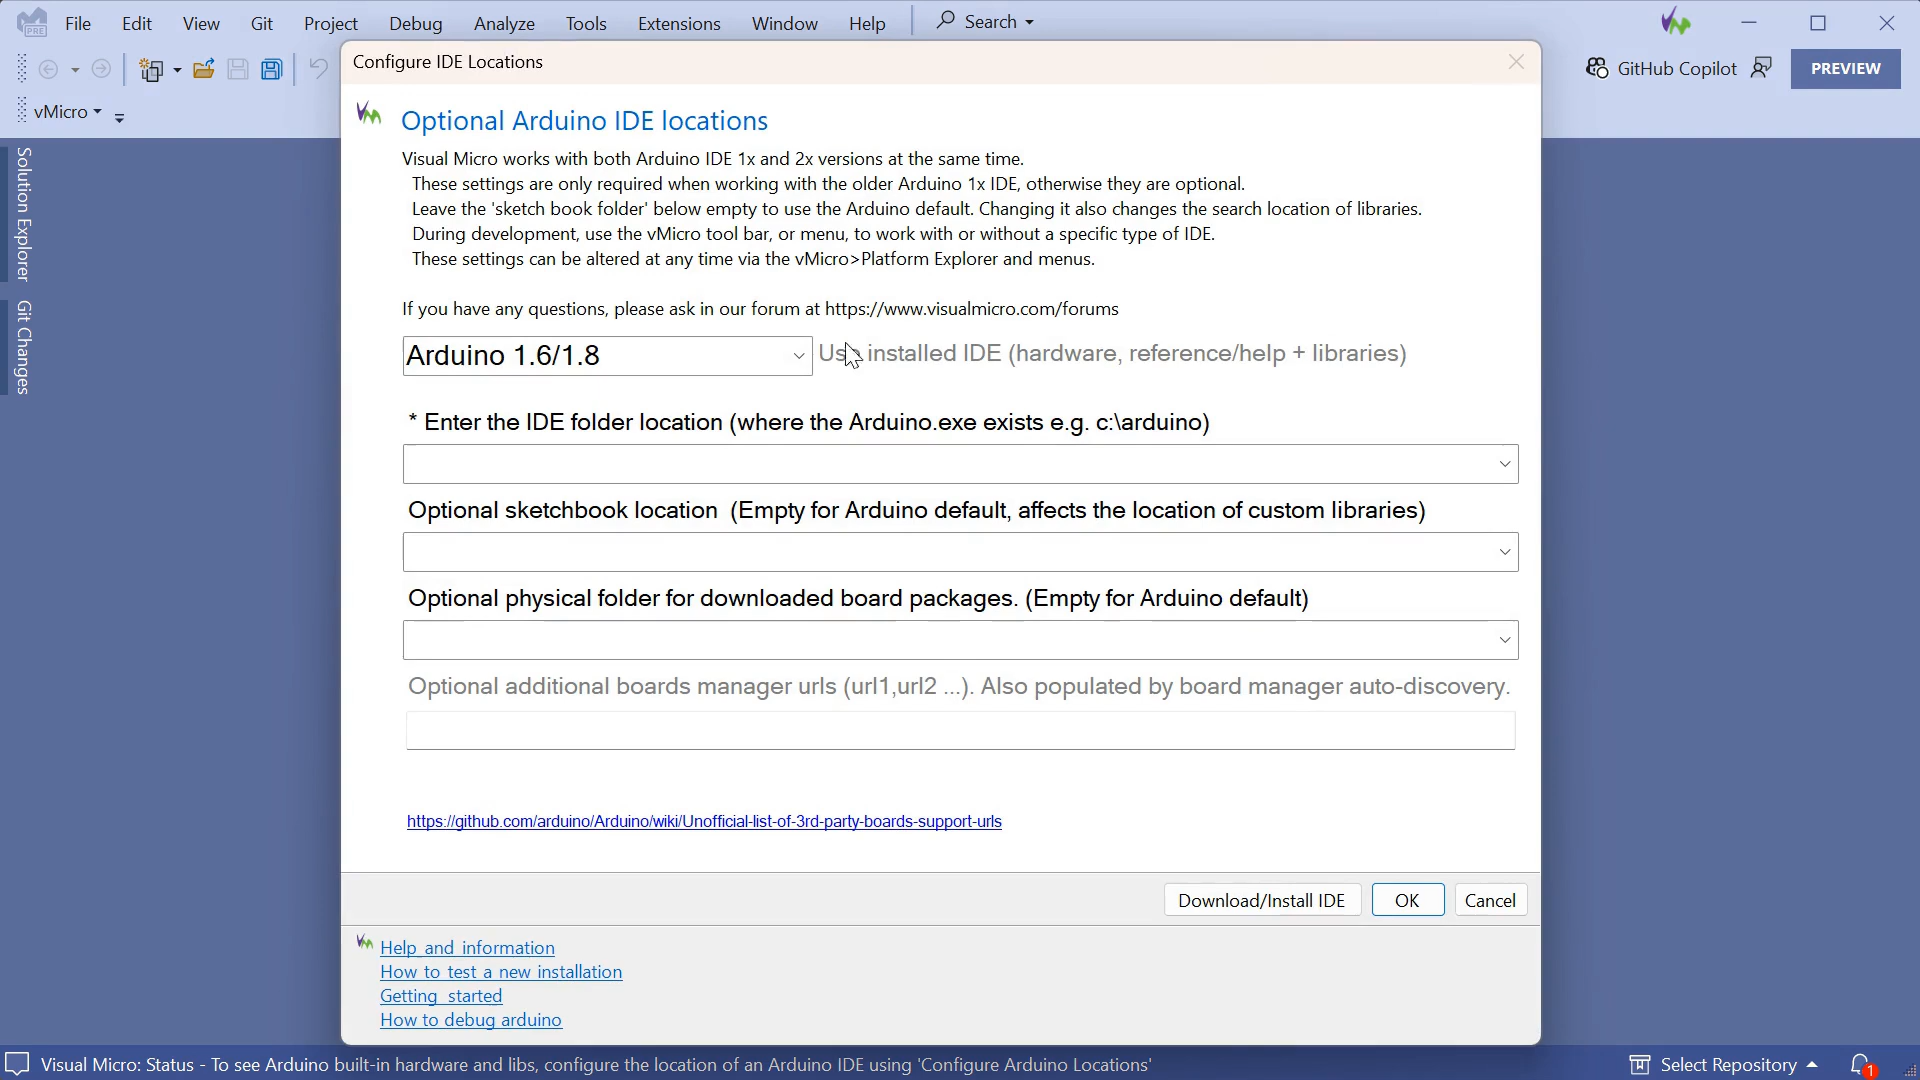 File Edit View Git Project Debug Analyze Tools Extensions Window Help Search
GitHub Copilot PREVIEW
vMicro
Solution Explorer
Git Changes
Configure IDE Locations
Optional Arduino IDE locations
Visual Micro works with both Arduino IDE 1x and 2x versions at the same time.
These settings are only required when working with the older Arduino 1x IDE, otherwise they are optional.
Leave the 'sketch book folder' below empty to use the Arduino default. Changing it also changes the search location of libraries.
During development, use the vMicro tool bar, or menu, to work with or without a specific type of IDE.
These settings can be altered at any time via the vMicro>Platform Explorer and menus.
If you have any questions, please ask in our forum at https://www.visualmicro.com/forums
Arduino 1.6/1.8 Use installed IDE (hardware, reference/help + libraries)
* Enter the IDE folder location (where the Arduino.exe exists e.g. c:\arduino)
Optional sketchbook location (Empty for Arduino default, affects the location of custom libraries)
Optional physical folder for downloaded board packages. (Empty for Arduino default)
Optional additional boards manager urls (url1,url2 ...). Also populated by board manager auto-discovery.
https://github.com/arduino/Arduino/wiki/Unofficial-list-of-3rd-party-boards-support-urls
Download/Install IDE OK Cancel
Help and information
How to test a new installation
Getting started
How to debug arduino
Visual Micro: Status - To see Arduino built-in hardware and libs, configure the location of an Arduino IDE using 'Configure Arduino Locations'
Select Repository 1